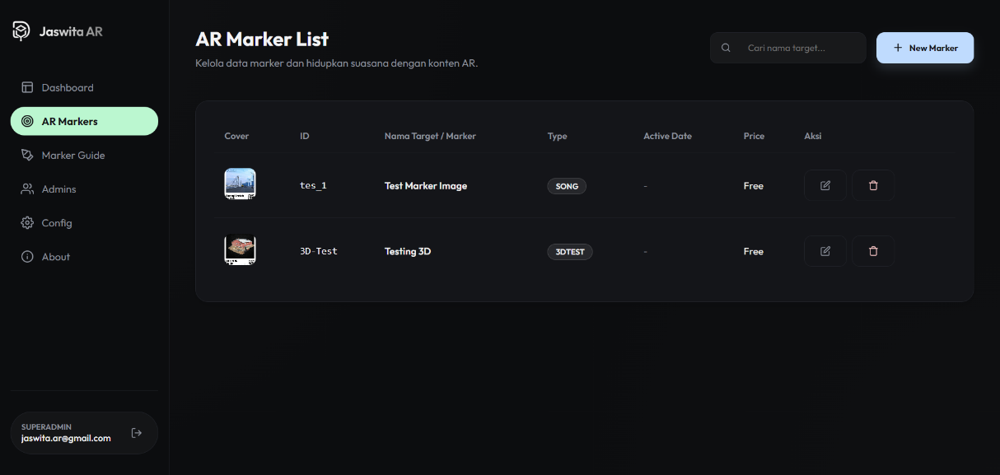 Jaswita AR
Dashboard
AR Markers
Marker Guide
Admins
Config
About
SUPERADMIN
jaswita.ar@gmail.com
AR Marker List
Kelola data marker dan hidupkan suasana dengan konten AR.
Cari nama target...
New Marker
Cover ID Nama Target / Marker Type Active Date Price Aksi
tes_1 Test Marker Image SONG - Free
3D-Test Testing 3D 3DTEST - Free